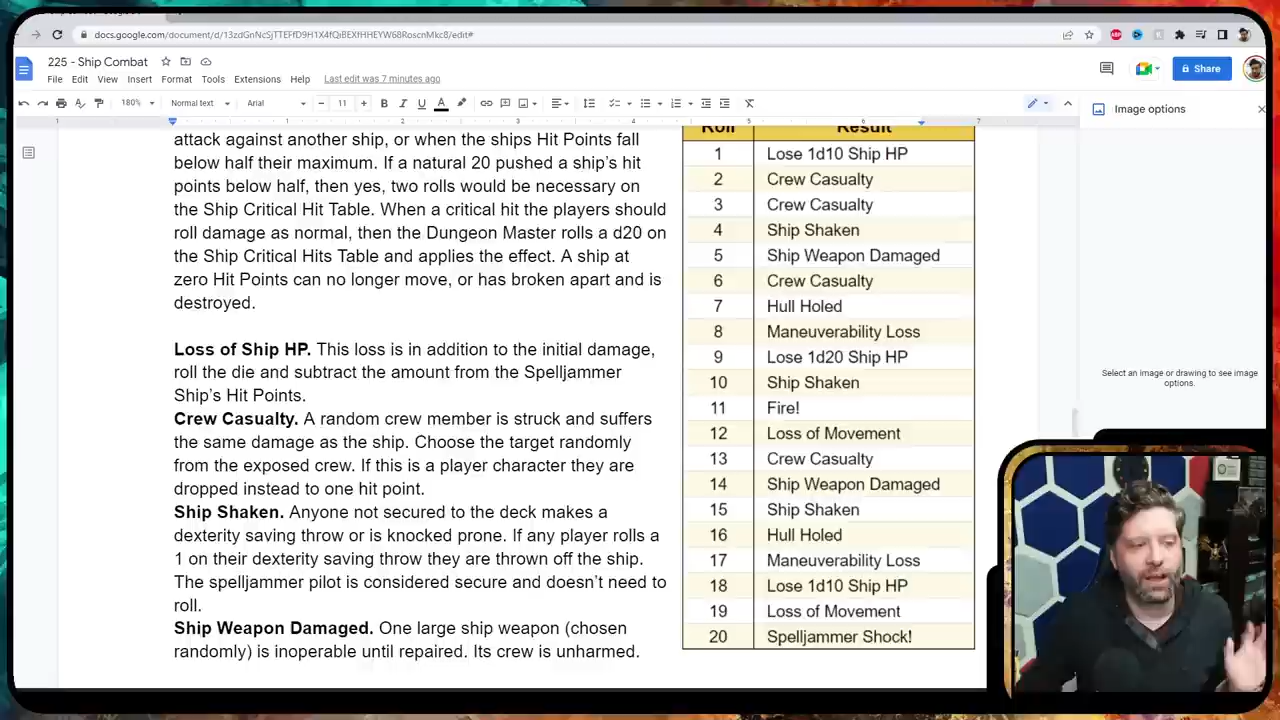 docs.google.com/document/d/13zdGnNcSjTTEFfD9H1X4fQiBEXfHHEYW68RoscnMkc8/edit#
225 - Ship Combat
File Edit View Insert Format Tools Extensions Help Last edit was 7 minutes ago
Share
180% Normal text Arial 11
Image options
Select an image or drawing to see image
options.
attack against another ship, or when the ships Hit Points fall
below half their maximum. If a natural 20 pushed a ship's hit
points below half, then yes, two rolls would be necessary on
the Ship Critical Hit Table. When a critical hit the players should
roll damage as normal, then the Dungeon Master rolls a d20 on
the Ship Critical Hits Table and applies the effect. A ship at
zero Hit Points can no longer move, or has broken apart and is
destroyed.
Loss of Ship HP. This loss is in addition to the initial damage,
roll the die and subtract the amount from the Spelljammer
Ship's Hit Points.
Crew Casualty. A random crew member is struck and suffers
the same damage as the ship. Choose the target randomly
from the exposed crew. If this is a player character they are
dropped instead to one hit point.
Ship Shaken. Anyone not secured to the deck makes a
dexterity saving throw or is knocked prone. If any player rolls a
1 on their dexterity saving throw they are thrown off the ship.
The spelljammer pilot is considered secure and doesn't need to
roll.
Ship Weapon Damaged. One large ship weapon (chosen
randomly) is inoperable until repaired. Its crew is unharmed.
Roll Result
1 Lose 1d10 Ship HP
2 Crew Casualty
3 Crew Casualty
4 Ship Shaken
5 Ship Weapon Damaged
6 Crew Casualty
7 Hull Holed
8 Maneuverability Loss
9 Lose 1d20 Ship HP
10 Ship Shaken
11 Fire!
12 Loss of Movement
13 Crew Casualty
14 Ship Weapon Damaged
15 Ship Shaken
16 Hull Holed
17 Maneuverability Loss
18 Lose 1d10 Ship HP
19 Loss of Movement
20 Spelljammer Shock!